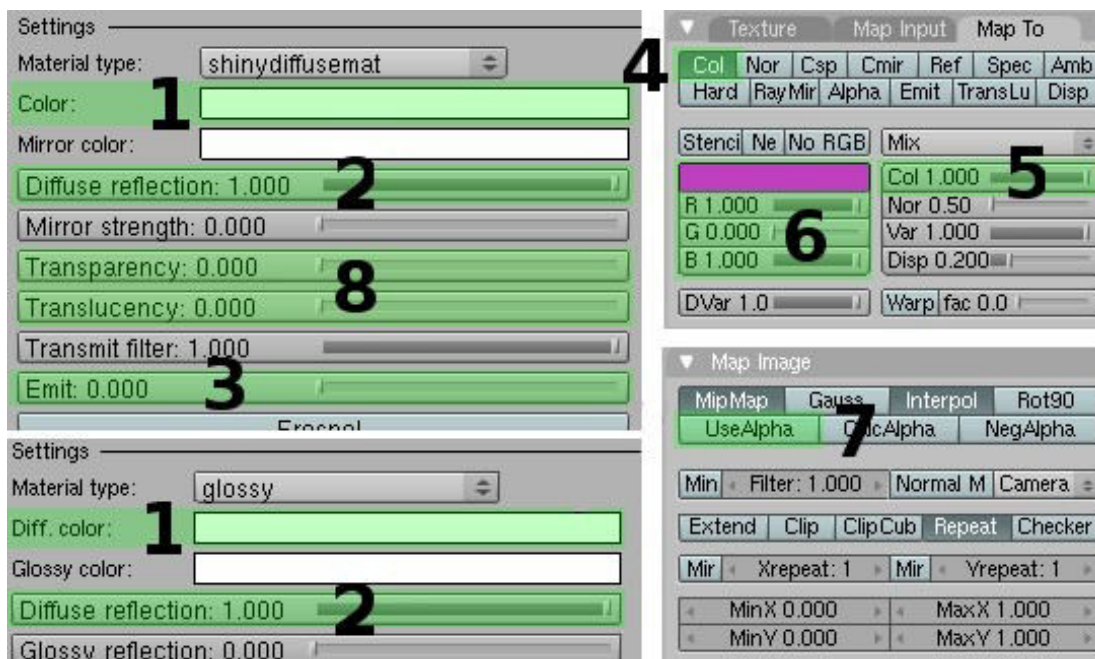 Settings
Material type: shinydiffusemat
Color: 1
Mirror color:
Diffuse reflection: 1.000 2
Mirror strength: 0.000
Transparency: 0.000
8
Translucency: 0.000
Transmit filter: 1.000
Emit: 0.000 3
Settings
Material type: glossy
Diff. color: 1
Glossy color:
Diffuse reflection: 1.000 2
Glossy reflection: 0.000
Texture Map Input Map To
4
Col Nor Csp Cmir Ref Spec Amb
Hard RayMir Alpha Emit TransLu Disp
Stenci Ne No RGB Mix
Col 1.000 5
R 1.000 Nor 0.50
G 0.000 6 Var 1.000
B 1.000 Disp 0.200
DVar 1.0 Warp fac 0.0
Map Image
MipMap Gauss Interpol Rot90
7
UseAlpha CalcAlpha NegAlpha
Min Filter: 1.000 Normal M Camera
Extend Clip ClipCub Repeat Checker
Mir Xrepeat: 1 Mir Yrepeat: 1
MinX 0.000 MaxX 1.000
MinY 0.000 MaxY 1.000